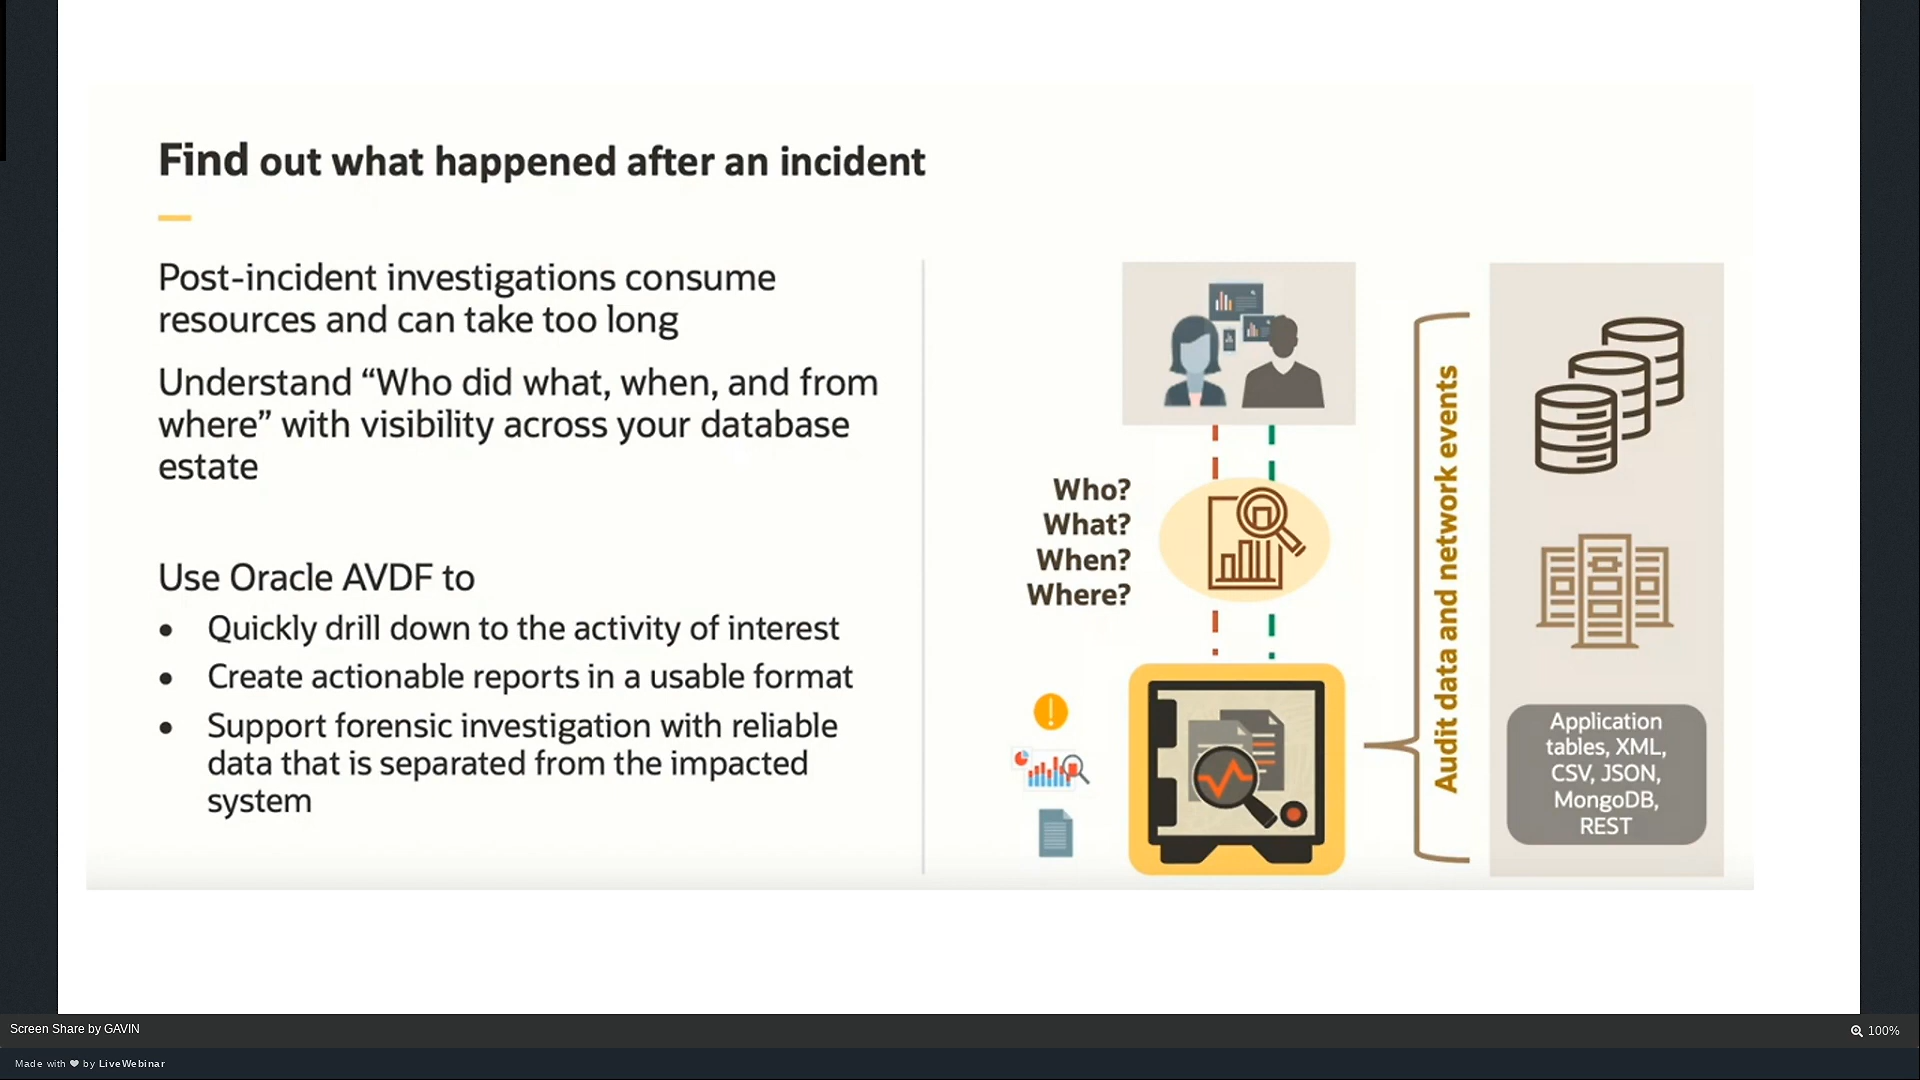 Find out what happened after an incident
Post-incident investigations consume
resources and can take too long
Understand “Who did what, when, and from
where” with visibility across your database
estate
Use Oracle AVDF to
• Quickly drill down to the activity of interest
• Create actionable reports in a usable format
• Support forensic investigation with reliable
data that is separated from the impacted
system
Who?
What?
When?
Where?
Audit data and network events
Application
tables, XML,
CSV, JSON,
MongoDB,
REST
Screen Share by GAVIN
100%
Made with ❤ by LiveWebinar